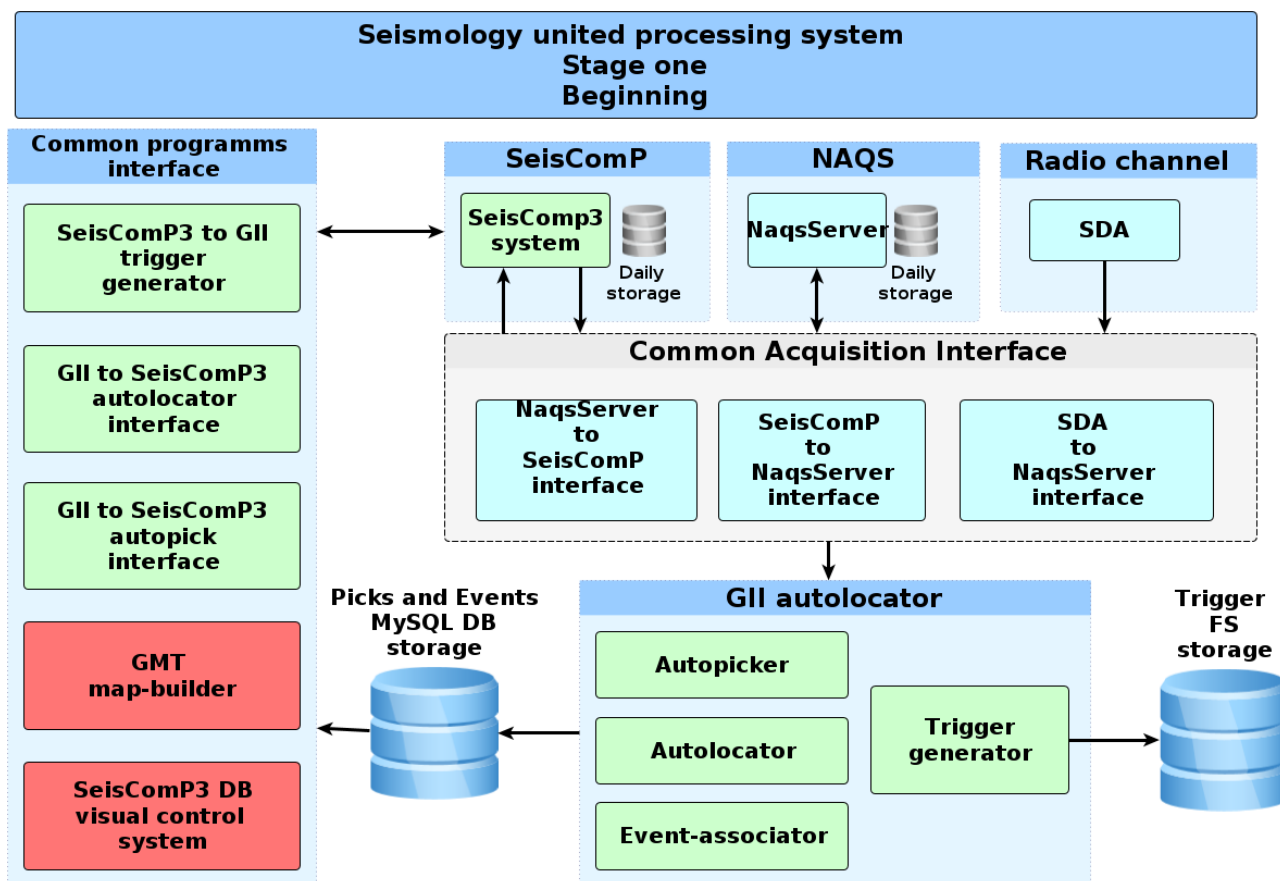 Seismology united processing system
Stage one
Beginning
Common programms
interface
SeisComP3 to GII
trigger
generator
GII to SeisComP3
autolocator
interface
GII to SeisComP3
autopick
interface
GMT
map-builder
SeisComP3 DB
visual control
system
SeisComP
SeisComp3
system
Daily
storage
NAQS
NaqsServer
Daily
storage
Radio channel
SDA
Common Acquisition Interface
NaqsServer
to
SeisComP
interface
SeisComP
to
NaqsServer
interface
SDA
to
NaqsServer
interface
Picks and Events
MySQL DB
storage
GII autolocator
Autopicker
Autolocator
Event-associator
Trigger
generator
Trigger
FS
storage